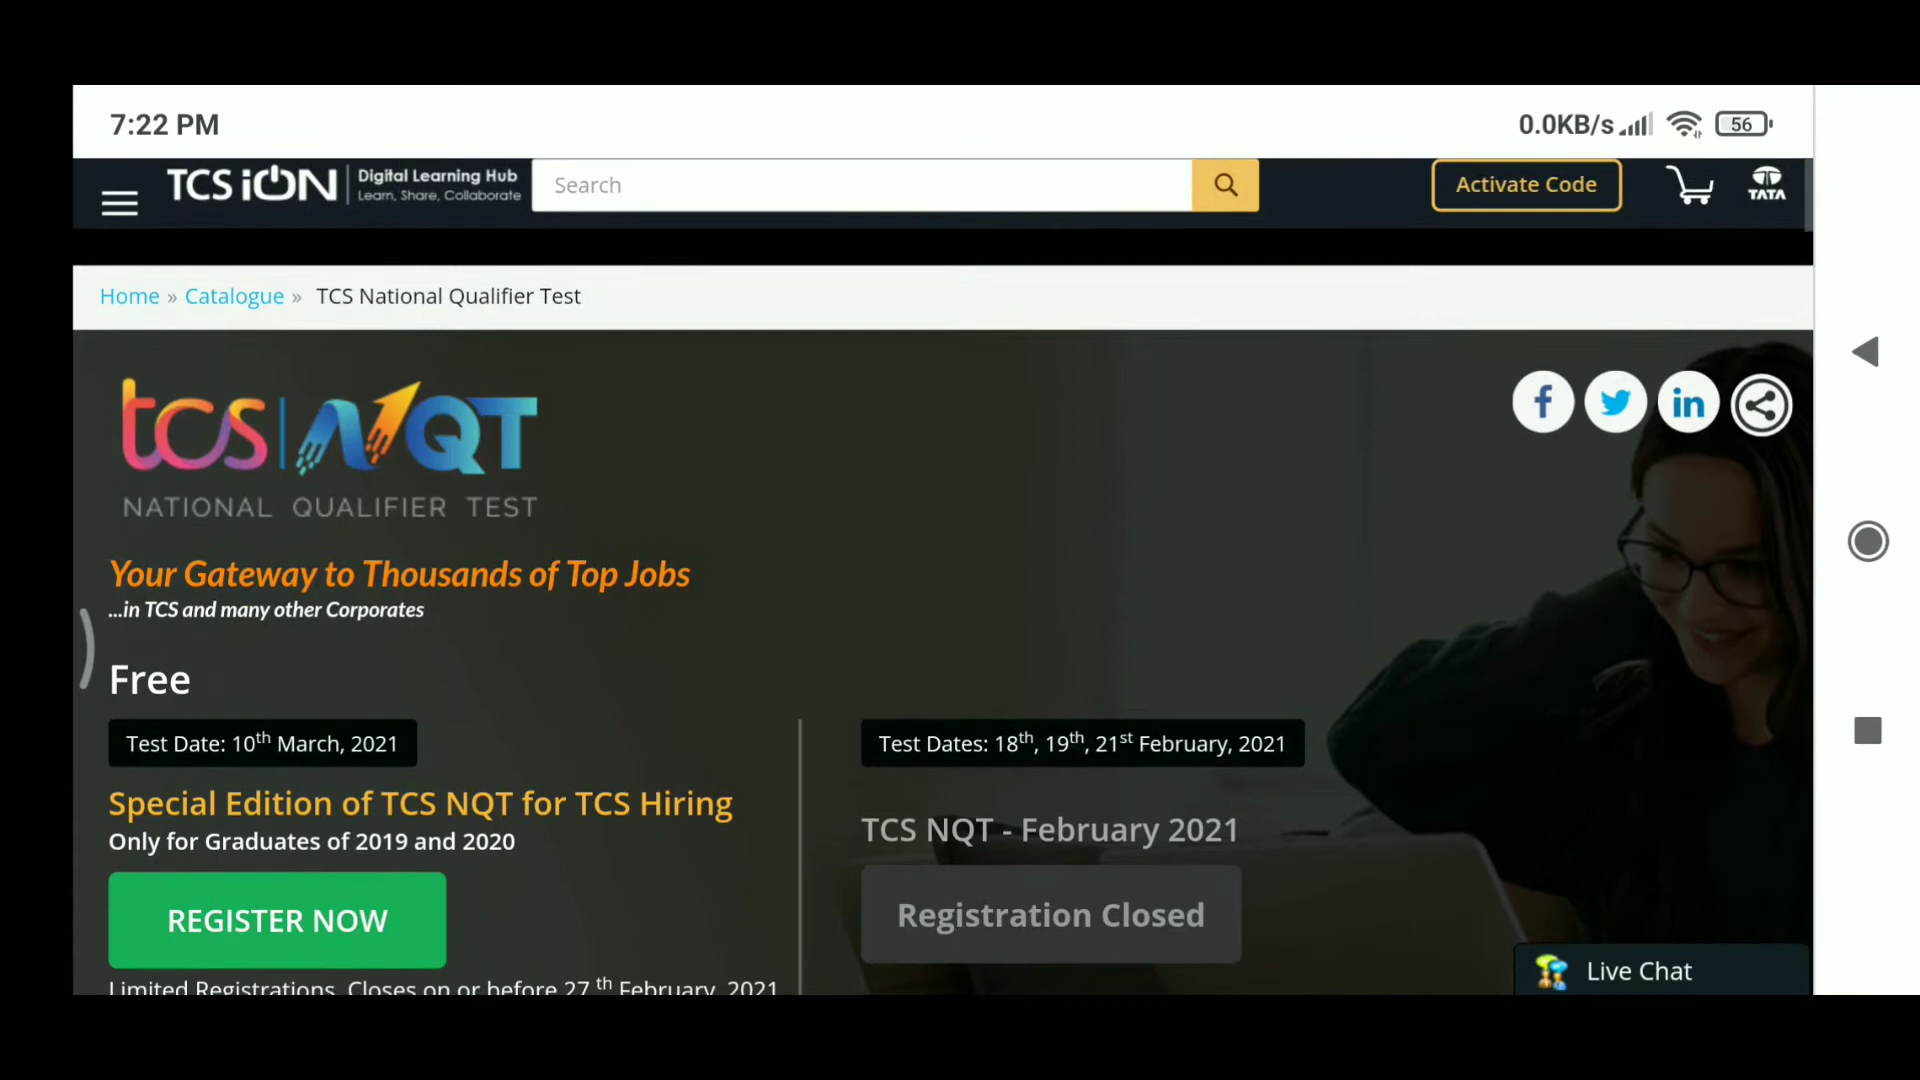 7:22 PM
0.0KB/s
56
TCS iON
Digital Learning Hub
Learn, Share, Collaborate
Search
Activate Code
TATA
Home » Catalogue » TCS National Qualifier Test
tcs | NQT
NATIONAL QUALIFIER TEST
Your Gateway to Thousands of Top Jobs
...in TCS and many other Corporates
Free
Test Date: 10th March, 2021
Special Edition of TCS NQT for TCS Hiring
Only for Graduates of 2019 and 2020
REGISTER NOW
Limited Registrations. Closes on or before 27 th February, 2021
Test Dates: 18th, 19th, 21st February, 2021
TCS NQT - February 2021
Registration Closed
Live Chat